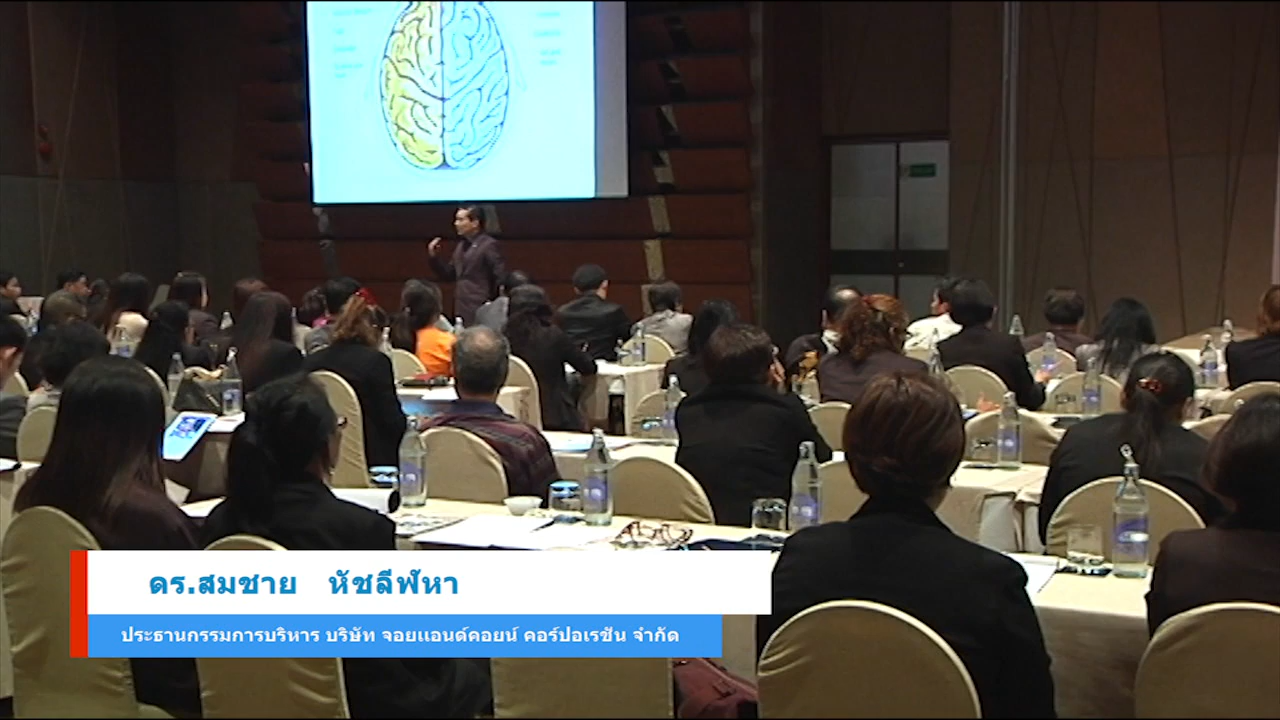 ดร.สมชาย หัชลีฬหา
ประธานกรรมการบริหาร บริษัท จอยแอนด์คอยน์ คอร์ปอเรชัน จำกัด